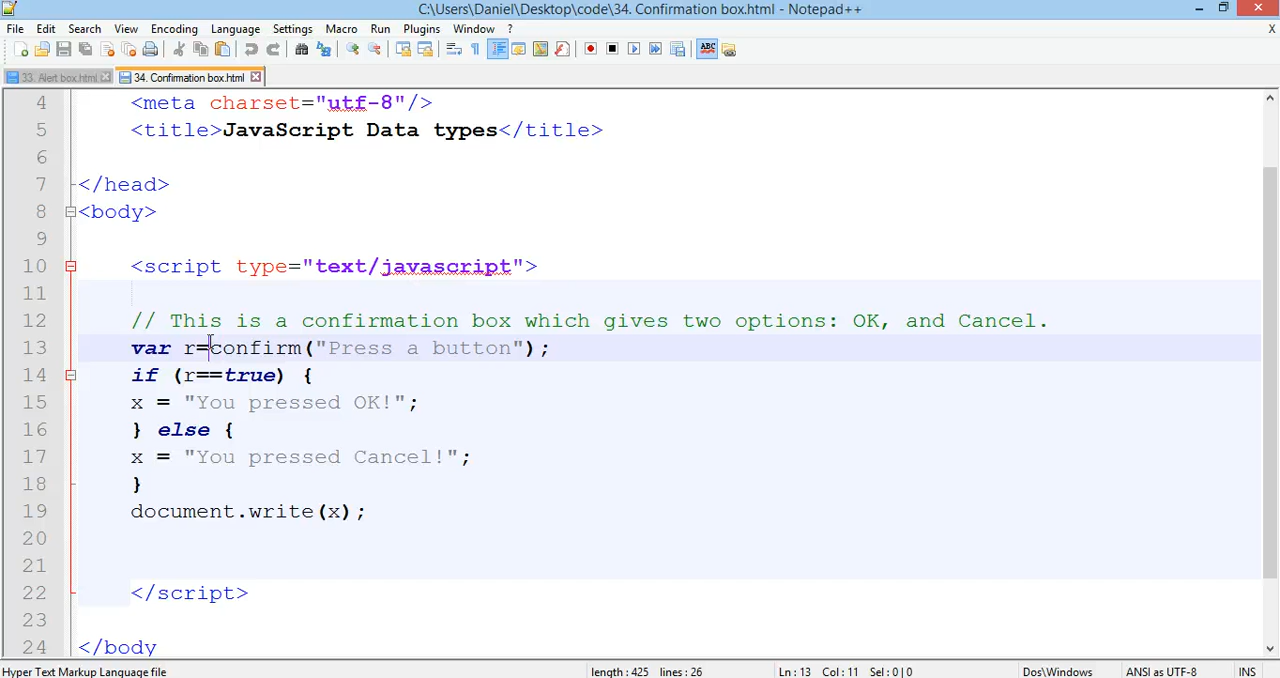 C:\Users\Daniel\Desktop\code\34. Confirmation box.html - Notepad++
File Edit Search View Encoding Language Settings Macro Run Plugins Window ? X
ABC
33. Alert box.html 34. Confirmation box.html
4 <meta charset="utf-8"/>
5 <title>JavaScript Data types</title>
6
7 </head>
8 <body>
9
10 <script type="text/javascript">
11
12 // This is a confirmation box which gives two options: OK, and Cancel.
13 var r=confirm("Press a button");
14 if (r==true) {
15 x = "You pressed OK!";
16 } else {
17 x = "You pressed Cancel!";
18 }
19 document.write(x);
20
21
22 </script>
23
24 </body
Hyper Text Markup Language file length : 425 lines : 26 Ln : 13 Col : 11 Sel : 0 | 0 Dos\Windows ANSI as UTF-8 INS